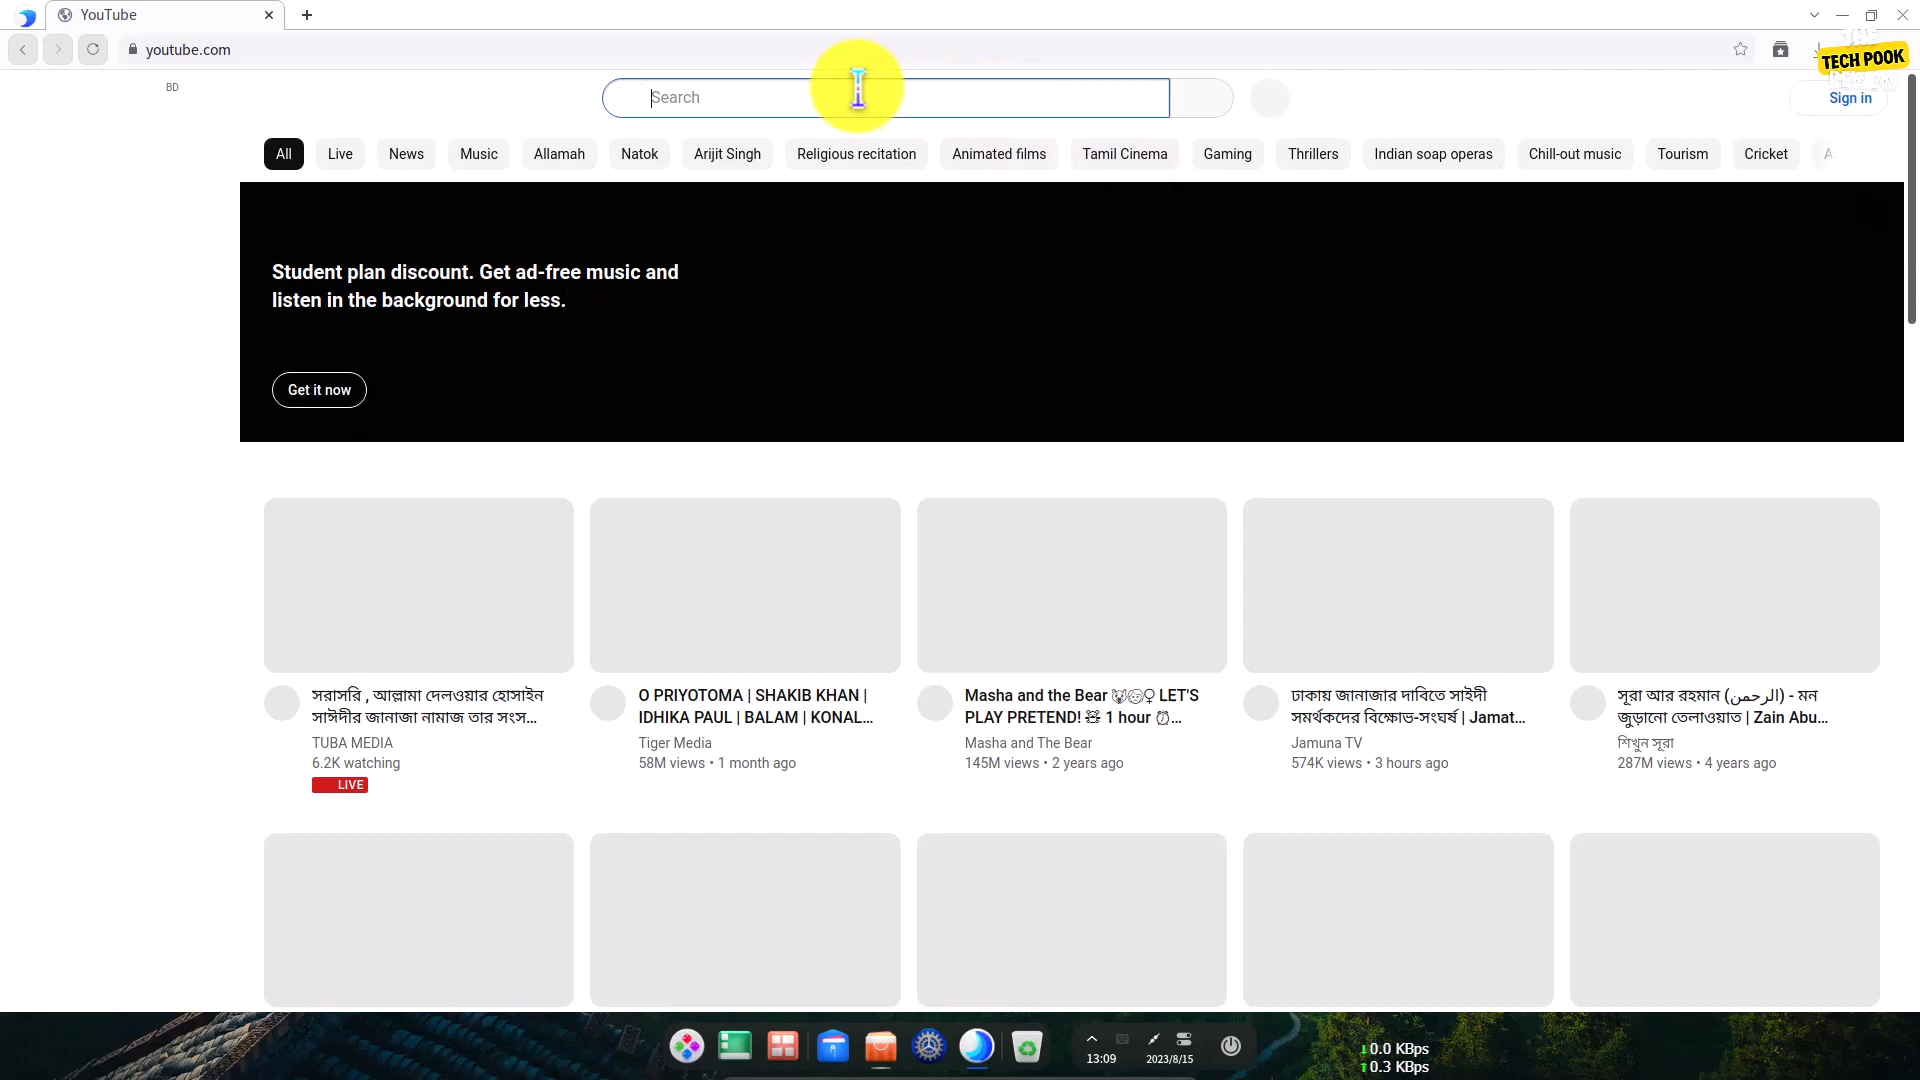 YouTube
youtube.com
THE
TECH POOK
REVIEW
BD
Search
Sign in
All
Live
News
Music
Allamah
Natok
Arijit Singh
Religious recitation
Animated films
Tamil Cinema
Gaming
Thrillers
Indian soap operas
Chill-out music
Tourism
Cricket
Student plan discount. Get ad-free music and
listen in the background for less.
Get it now
সরাসরি , আল্লামা দেলওয়ার হোসাইন
সাঈদীর জানাজা নামাজ তার সংস...
TUBA MEDIA
6.2K watching
LIVE
O PRIYOTOMA | SHAKIB KHAN |
IDHIKA PAUL | BALAM | KONAL...
Tiger Media
58M views • 1 month ago
Masha and the Bear 🐻👱‍♀️ LET'S
PLAY PRETEND! 🧸 1 hour ⏰...
Masha and The Bear
145M views • 2 years ago
ঢাকায় জানাজার দাবিতে সাইদী
সমর্থকদের বিক্ষোভ-সংঘর্ষ | Jamat...
Jamuna TV
574K views • 3 hours ago
সূরা আর রহমান (الرحمن) - মন
জুড়ানো তেলাওয়াত | Zain Abu...
শিখুন সূরা
287M views • 4 years ago
13:09
2023/8/15
↓0.0 KBps
↑0.3 KBps